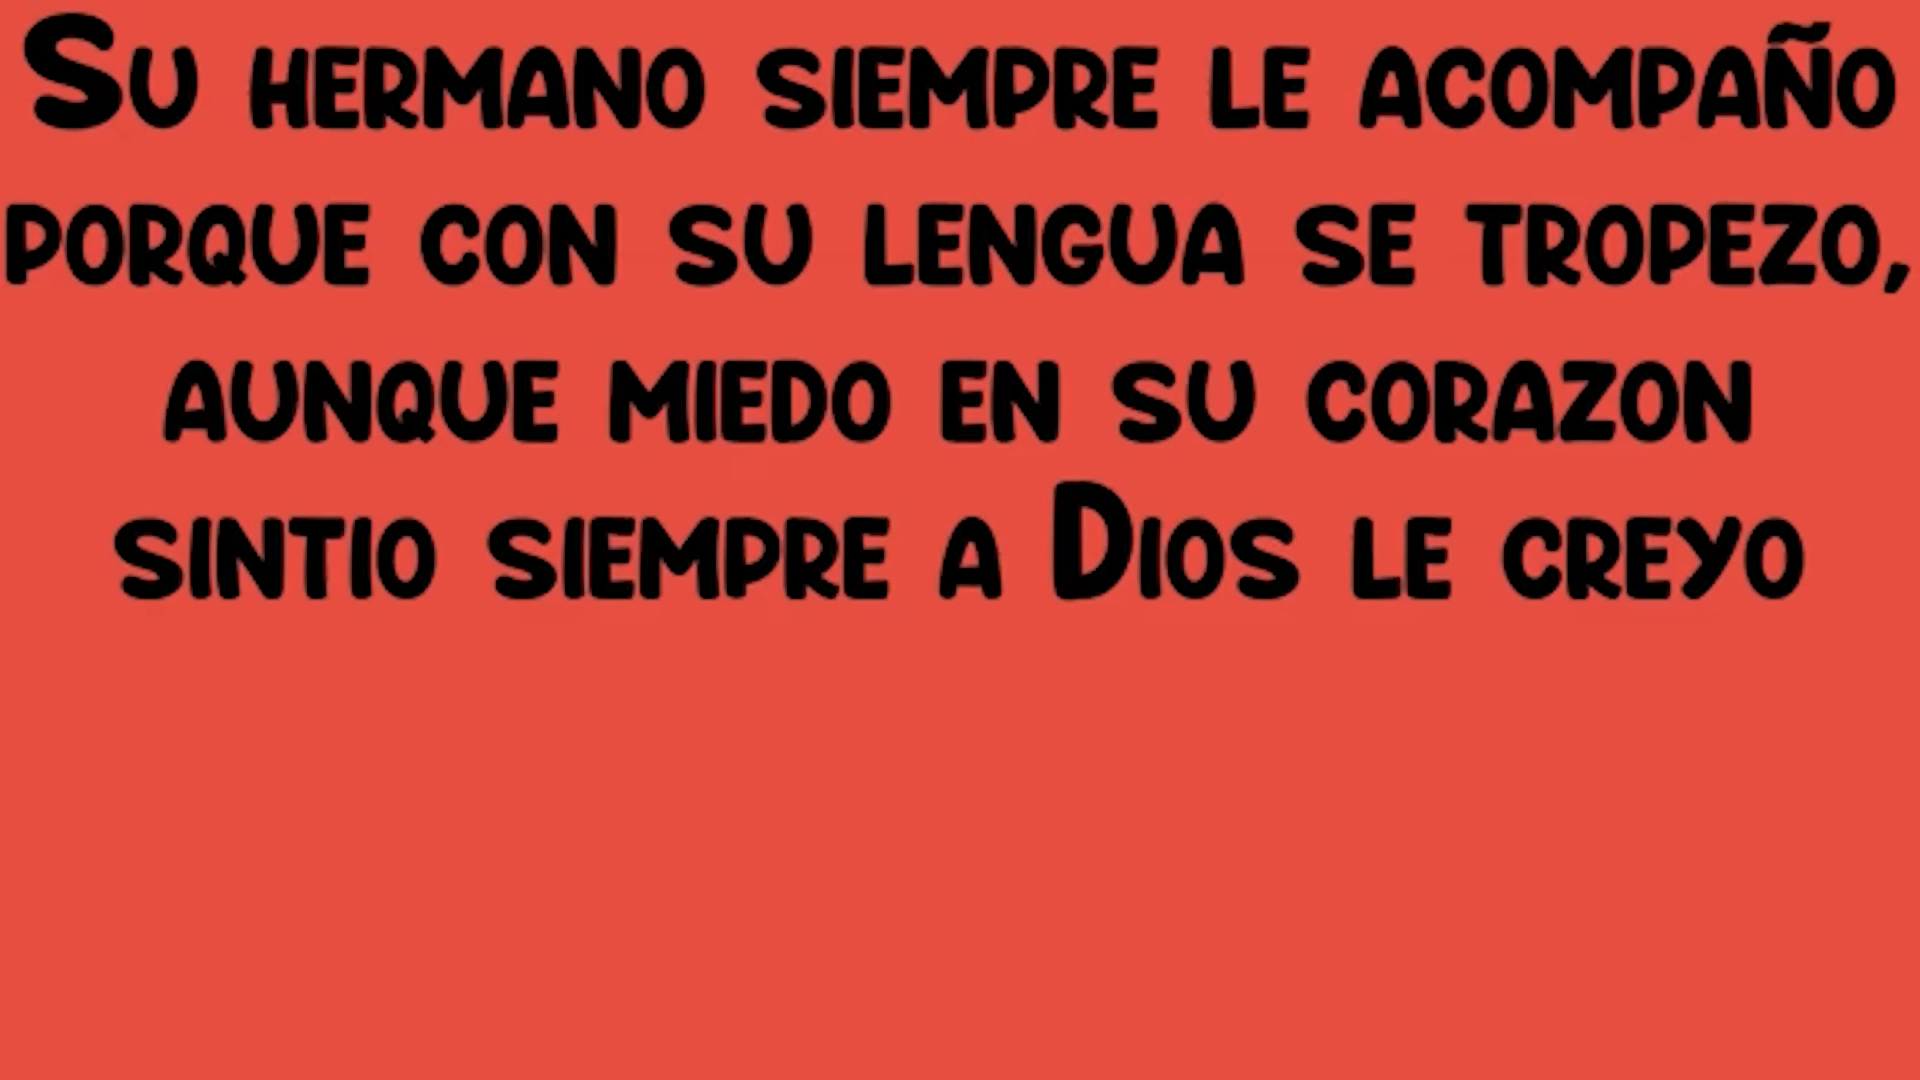 Su hermano siempre le acompaño
porque con su lengua se tropezo,
aunque miedo en su corazon
sintio siempre a Dios le creyo